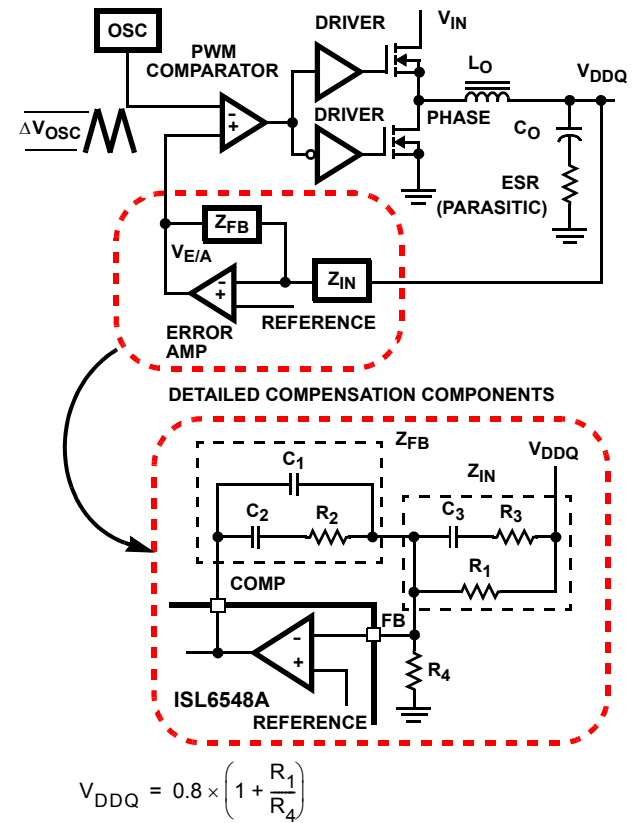 OSC
PWM
COMPARATOR
DRIVER
V_IN
L_O
V_DDQ
ΔV_OSC
-
+
DRIVER
PHASE
C_O
ESR
(PARASITIC)
Z_FB
V_E/A
Z_IN
-
+
REFERENCE
ERROR
AMP
DETAILED COMPENSATION COMPONENTS
Z_FB
V_DDQ
C_1
Z_IN
C_2
R_2
C_3
R_3
R_1
COMP
FB
-
+
R_4
ISL6548A
REFERENCE
V_DDQ = 0.8 × (1 + R_1/R_4)